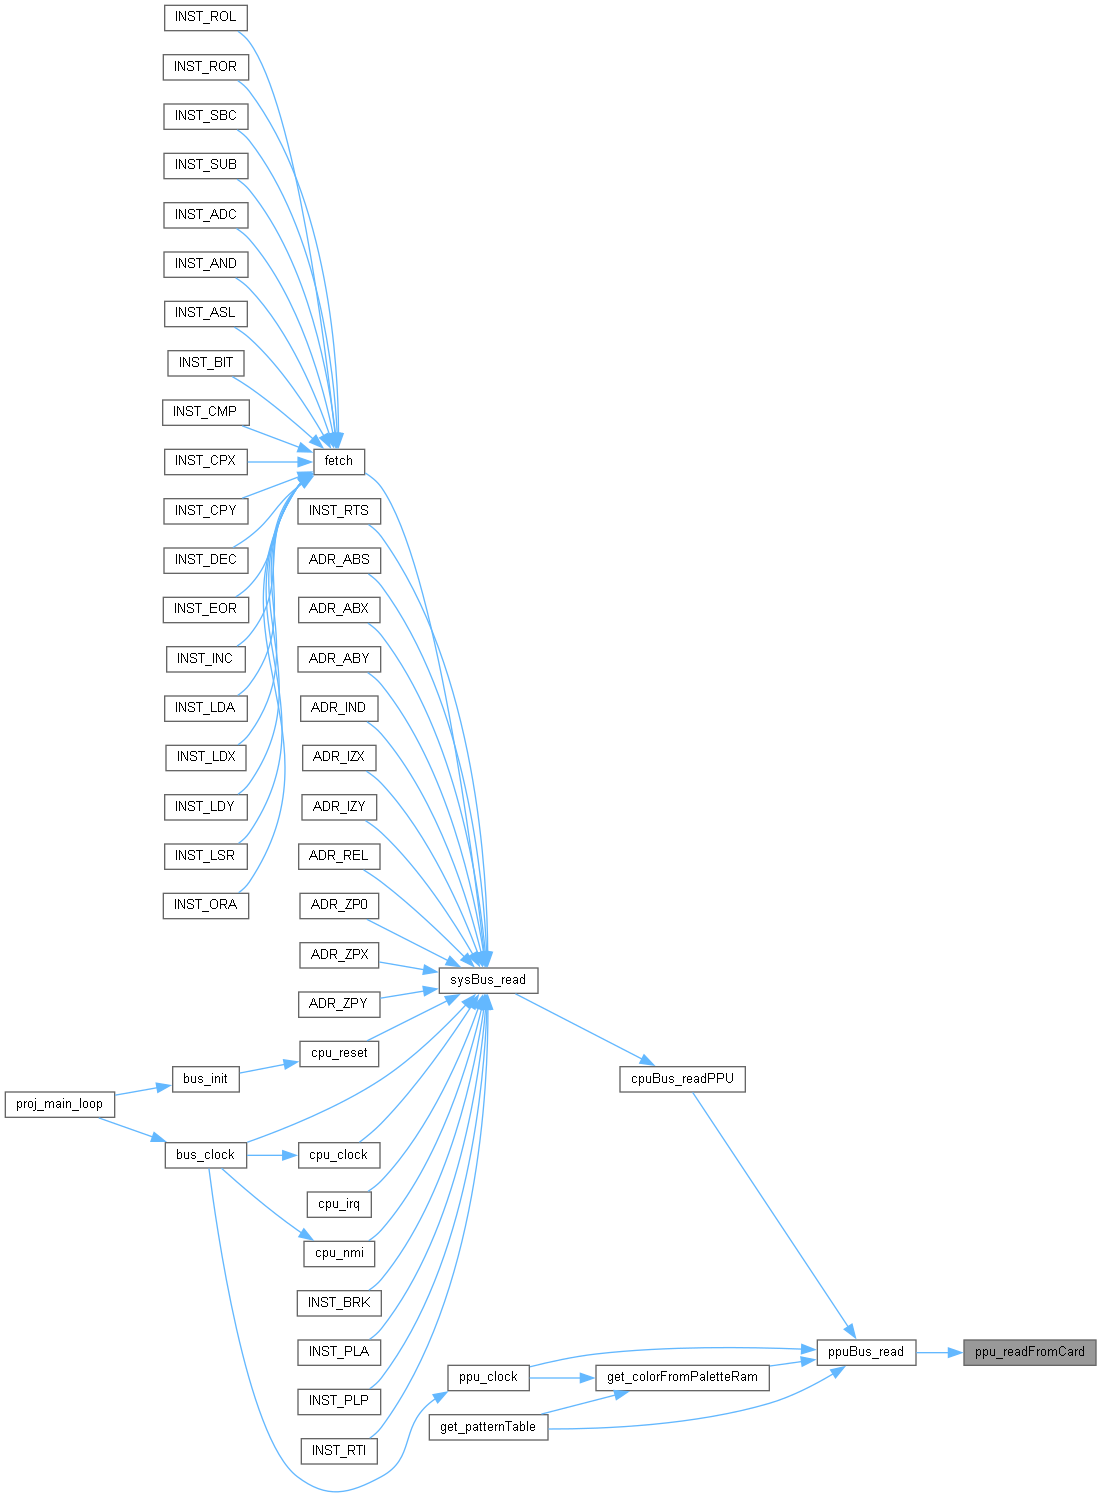 INST_ROL
INST_ROR
INST_SBC
INST_SUB
INST_ADC
INST_AND
INST_ASL
INST_BIT
INST_CMP
fetch
INST_CPX
INST_CPY
INST_RTS
INST_DEC
ADR_ABS
INST_EOR
ADR_ABX
INST_INC
ADR_ABY
INST_LDA
ADR_IND
INST_LDX
ADR_IZX
INST_LDY
ADR_IZY
INST_LSR
ADR_REL
INST_ORA
ADR_ZP0
ADR_ZPX
sysBus_read
ADR_ZPY
cpu_reset
bus_init
cpuBus_readPPU
proj_main_loop
bus_clock
cpu_clock
cpu_irq
cpu_nmi
INST_BRK
INST_PLA
ppuBus_read
ppu_readFromCard
ppu_clock
get_colorFromPaletteRam
INST_PLP
get_patternTable
INST_RTI